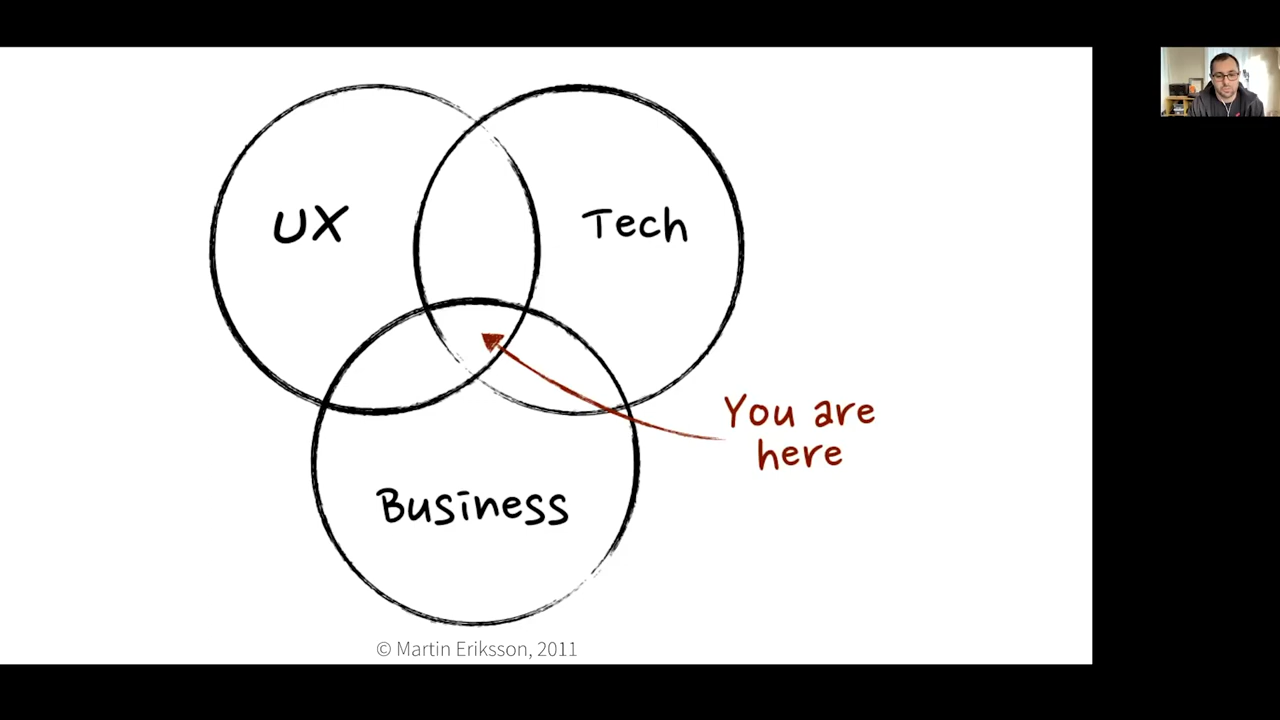 UX
Tech
You are
here
Business
© Martin Eriksson, 2011